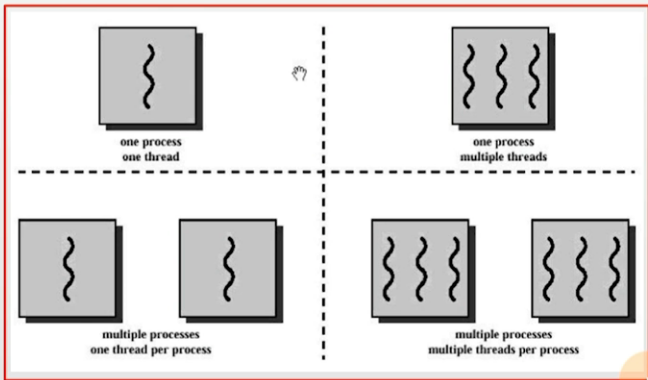 one process
one thread
one process
multiple threads
multiple processes
one thread per process
multiple processes
multiple threads per process